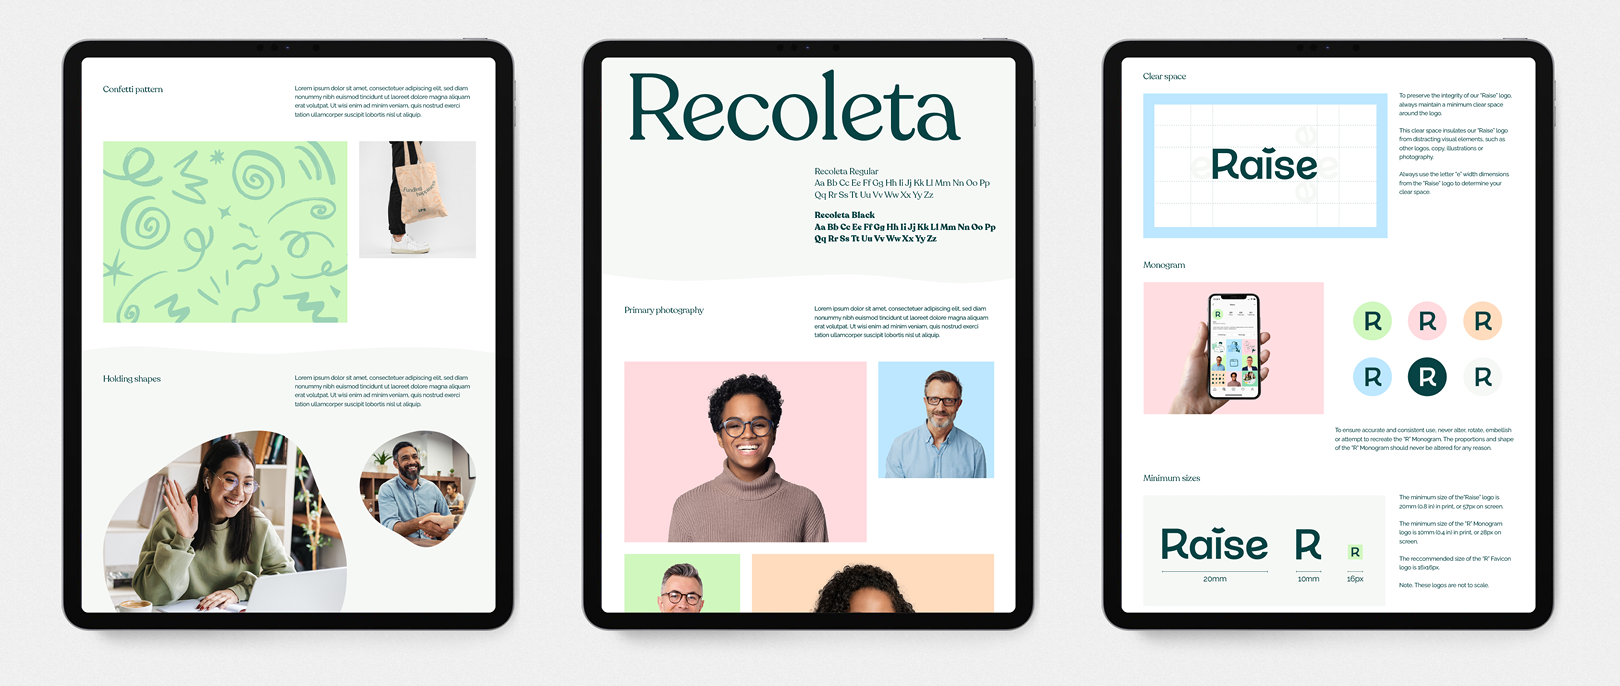 Confetti pattern
Lorem ipsum dolor sit amet, consectetuer adipiscing elit, sed diam
nonummy nibh euismod tincidunt ut laoreet dolore magna aliquam
erat volutpat. Ut wisi enim ad minim veniam, quis nostrud exerci
tation ullamcorper suscipit lobortis nisl ut aliquip.
Funding
happiness
Holding shapes
Lorem ipsum dolor sit amet, consectetuer adipiscing elit, sed diam
nonummy nibh euismod tincidunt ut laoreet dolore magna aliquam
erat volutpat. Ut wisi enim ad minim veniam, quis nostrud exerci
tation ullamcorper suscipit lobortis nisl ut aliquip.
Recoleta
Recoleta Regular
Aa Bb Cc Ee Ff Gg Hh Ii Jj Kk Ll Mm Nn Oo Pp
Qq Rr Ss Tt Uu Vv Ww Xx Yy Zz
Recoleta Black
Aa Bb Cc Ee Ff Gg Hh Ii Jj Kk Ll Mm Nn Oo Pp
Qq Rr Ss Tt Uu Vv Ww Xx Yy Zz
Primary photography
Lorem ipsum dolor sit amet, consectetuer adipiscing elit, sed diam
nonummy nibh euismod tincidunt ut laoreet dolore magna aliquam
erat volutpat. Ut wisi enim ad minim veniam, quis nostrud exerci
tation ullamcorper suscipit lobortis nisl ut aliquip.
Clear space
Raise
e
e
e
e
To preserve the integrity of our "Raise" logo,
always maintain a minimum clear space
around the logo.
This clear space insulates our "Raise" logo
from distracting visual elements, such as
other logos, copy, illustrations or
photography.
Always use the letter "e" width dimensions
from the "Raise" logo to determine your
clear space.
Monogram
R
R R R
R R R
To ensure accurate and consistent use, never alter, rotate, embellish
or attempt to recreate the "R" Monogram. The proportions and shape
of the "R" Monogram should never be altered for any reason.
Minimum sizes
Raise R R
20mm 10mm 16px
The minimum size of the"Raise" logo is
20mm (0.8 in) in print, or 57px on screen.
The minimum size of the "R" Monogram
logo is 10mm (0.4 in) in print, or 28px on
screen.
The reccommended size of the "R" Favicon
logo is 16x16px.
Note. These logos are not to scale.